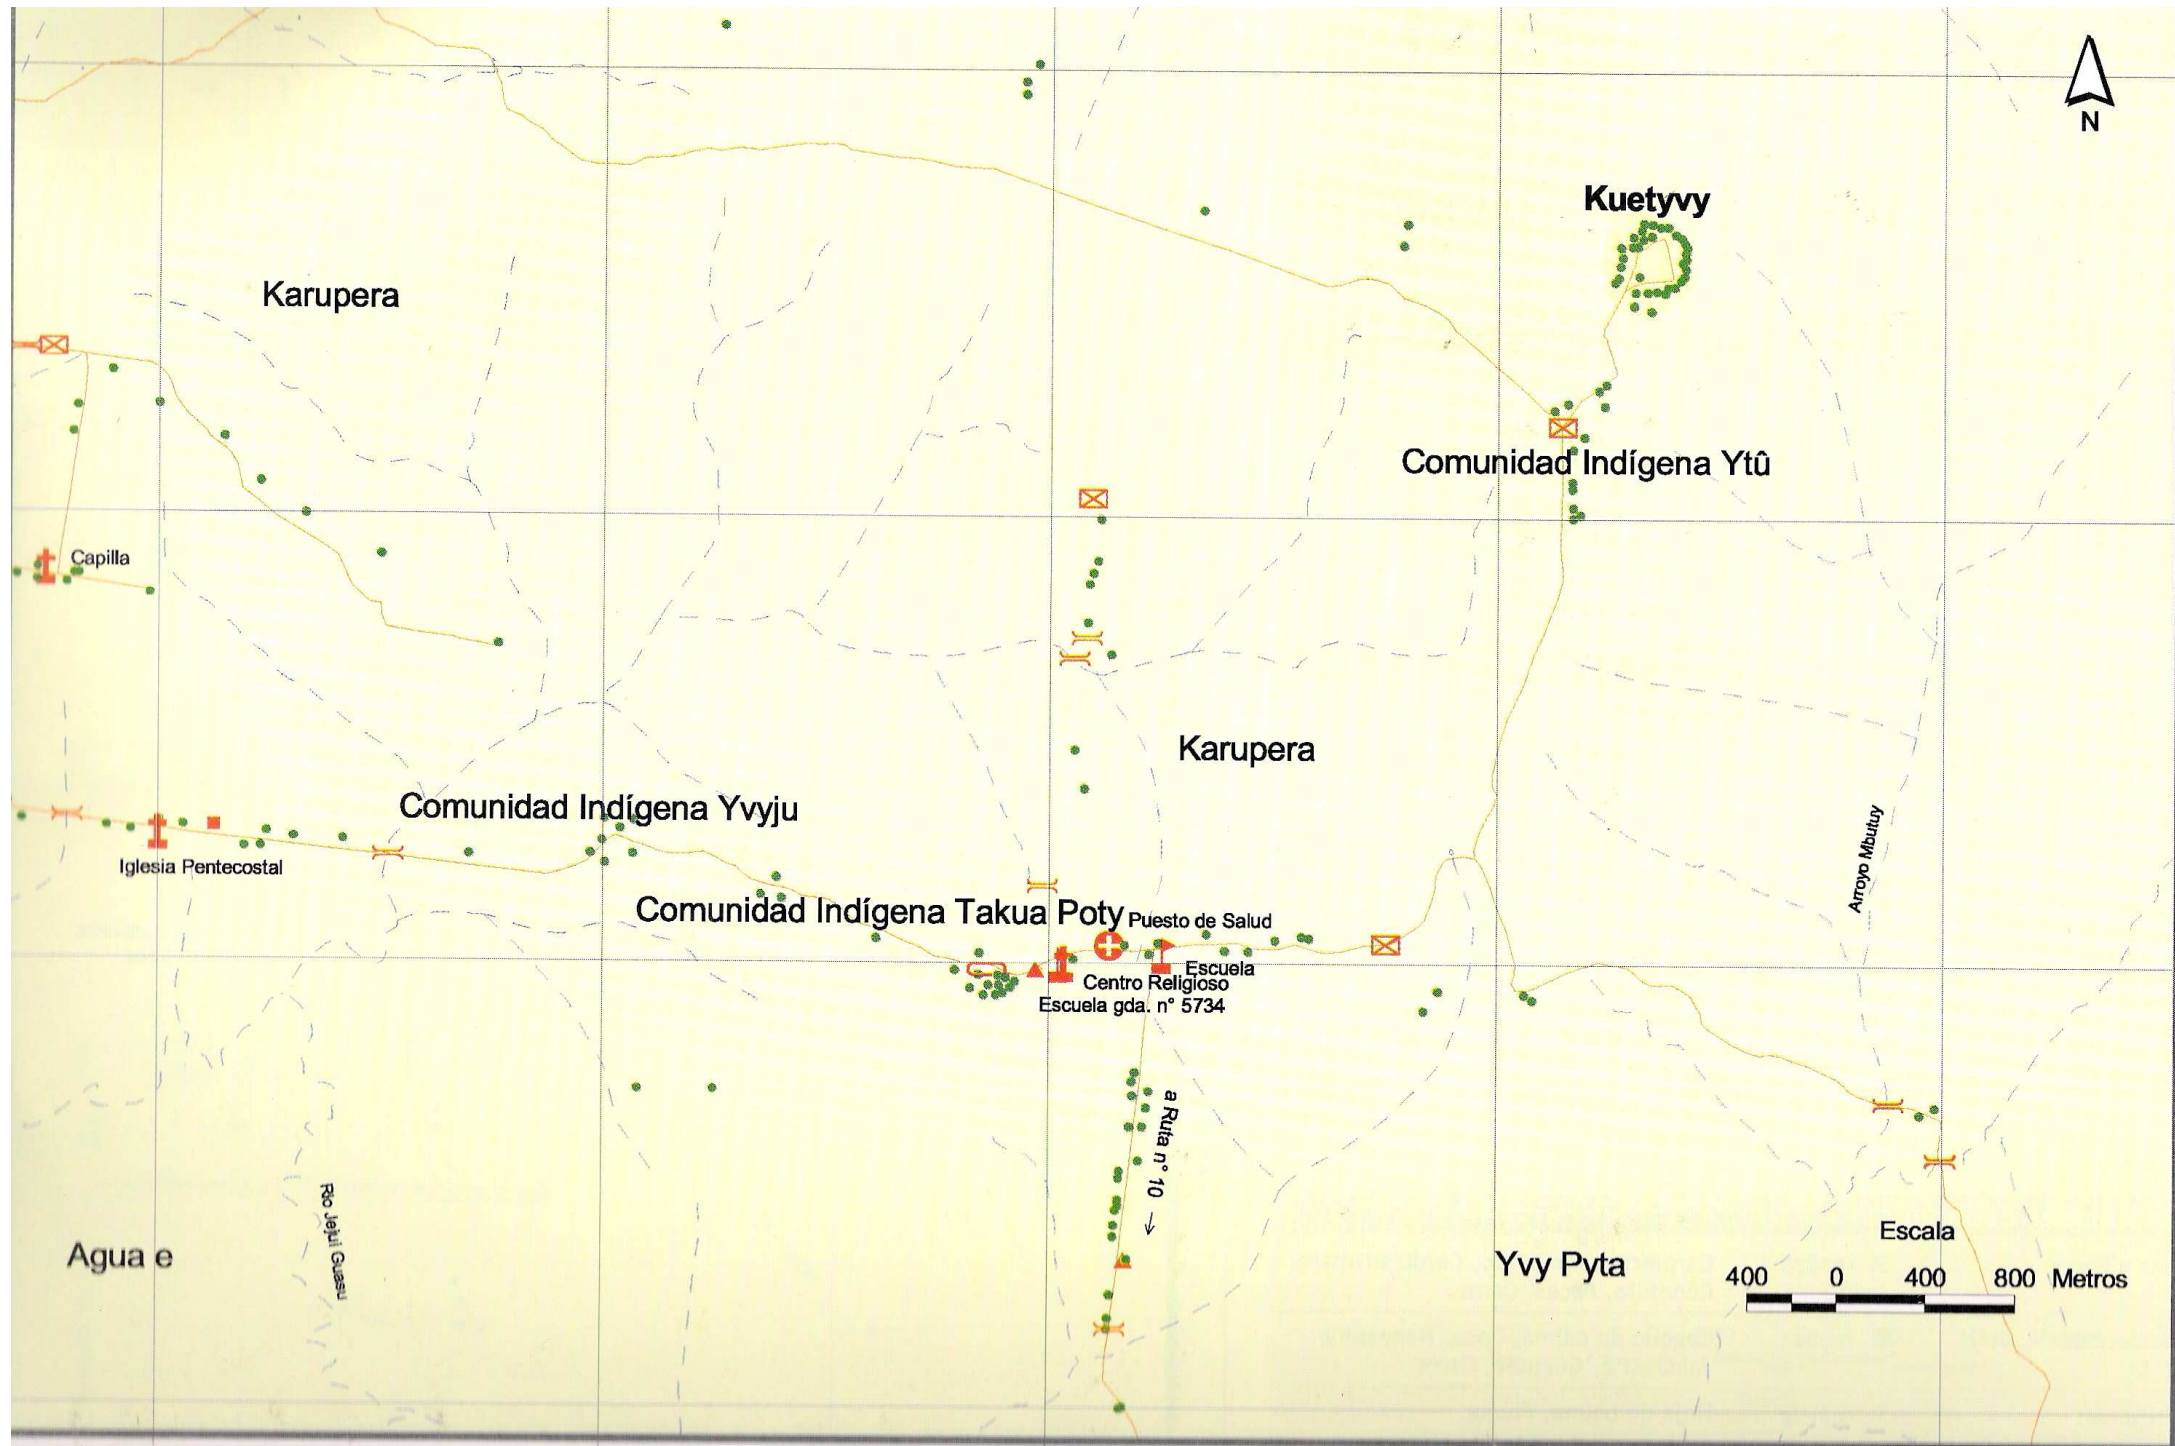 N
Kuetyvy
Karupera
Comunidad Indígena Ytû
Capilla
Karupera
Comunidad Indígena Yvyju
Iglesia Pentecostal
Arroyo Mbutuy
Comunidad Indígena Takua Poty
Puesto de Salud
Escuela
Centro Religioso
Escuela gda. n° 5734
a Ruta n° 10 →
Rio Jejui Guasu
Agua e
Yvy Pyta
Escala
400 0 400 800 Metros